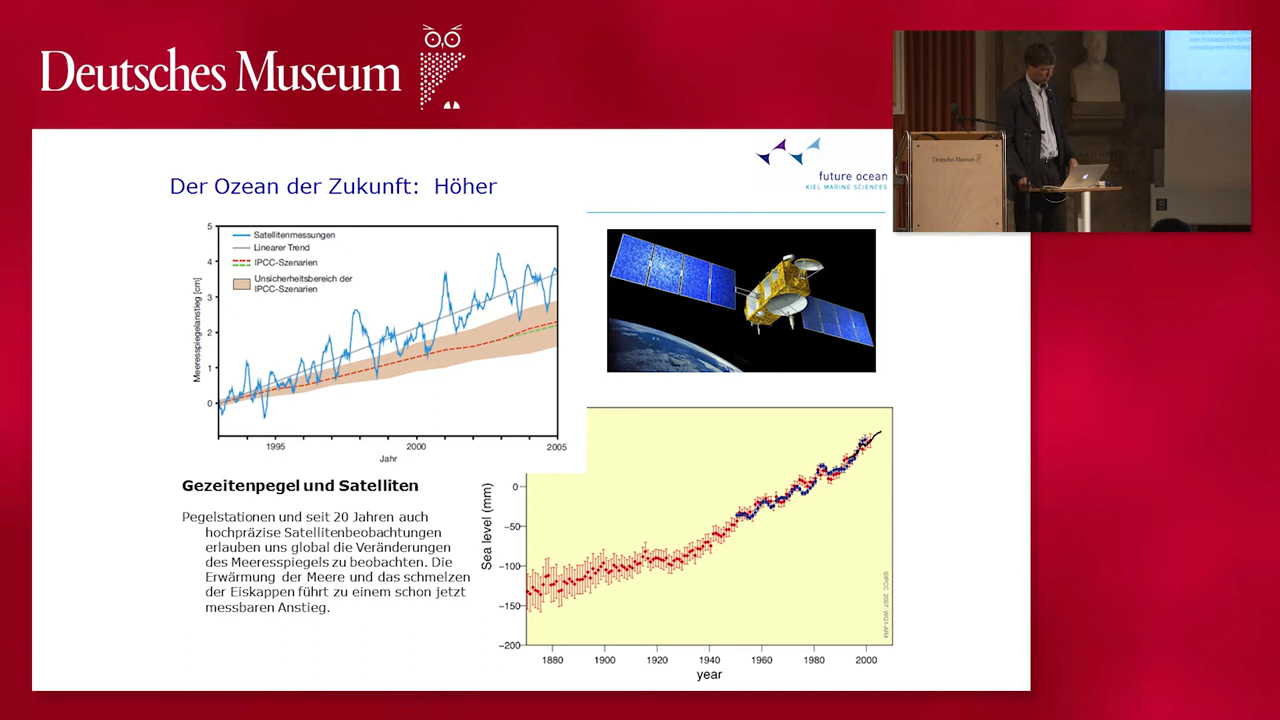 Deutsches Museum
Der Ozean der Zukunft: Höher
future ocean
KIEL MARINE SCIENCES
Deutsches Museum
5
4
3
2
1
0
Meeresspiegelanstieg [cm]
Satellitenmessungen
Linearer Trend
IPCC-Szenarien
Unsicherheitsbereich der
IPCC-Szenarien
1995
2000
2005
Jahr
Gezeitenpegel und Satelliten
Pegelstationen und seit 20 Jahren auch
hochpräzise Satellitenbeobachtungen
erlauben uns global die Veränderungen
des Meeresspiegels zu beobachten. Die
Erwärmung der Meere und das schmelzen
der Eiskappen führt zu einem schon jetzt
messbaren Anstieg.
Sea level (mm)
0
−50
−100
−150
−200
1880
1900
1920
1940
1960
1980
2000
year
©IPCC 2007: WG1-AR4